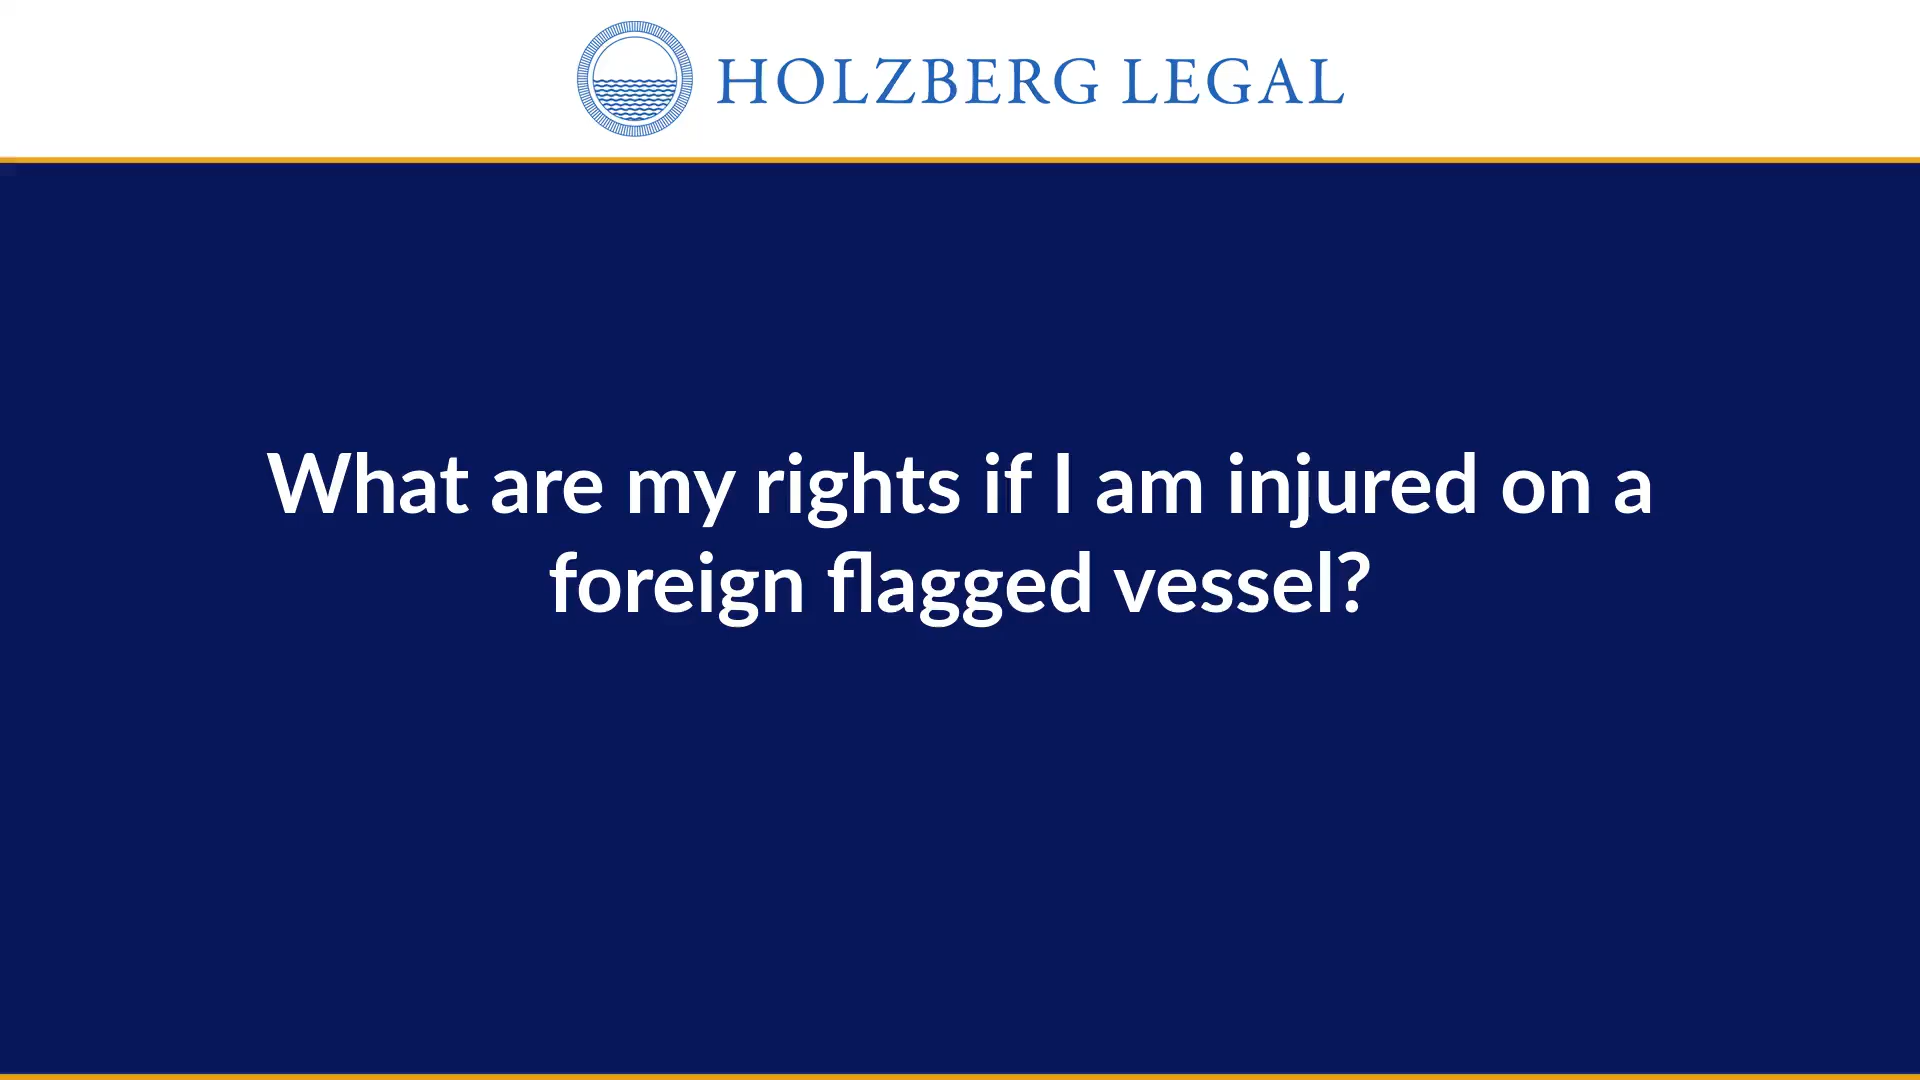 HOLZBERG LEGAL
What are my rights if I am injured on a
foreign flagged vessel?